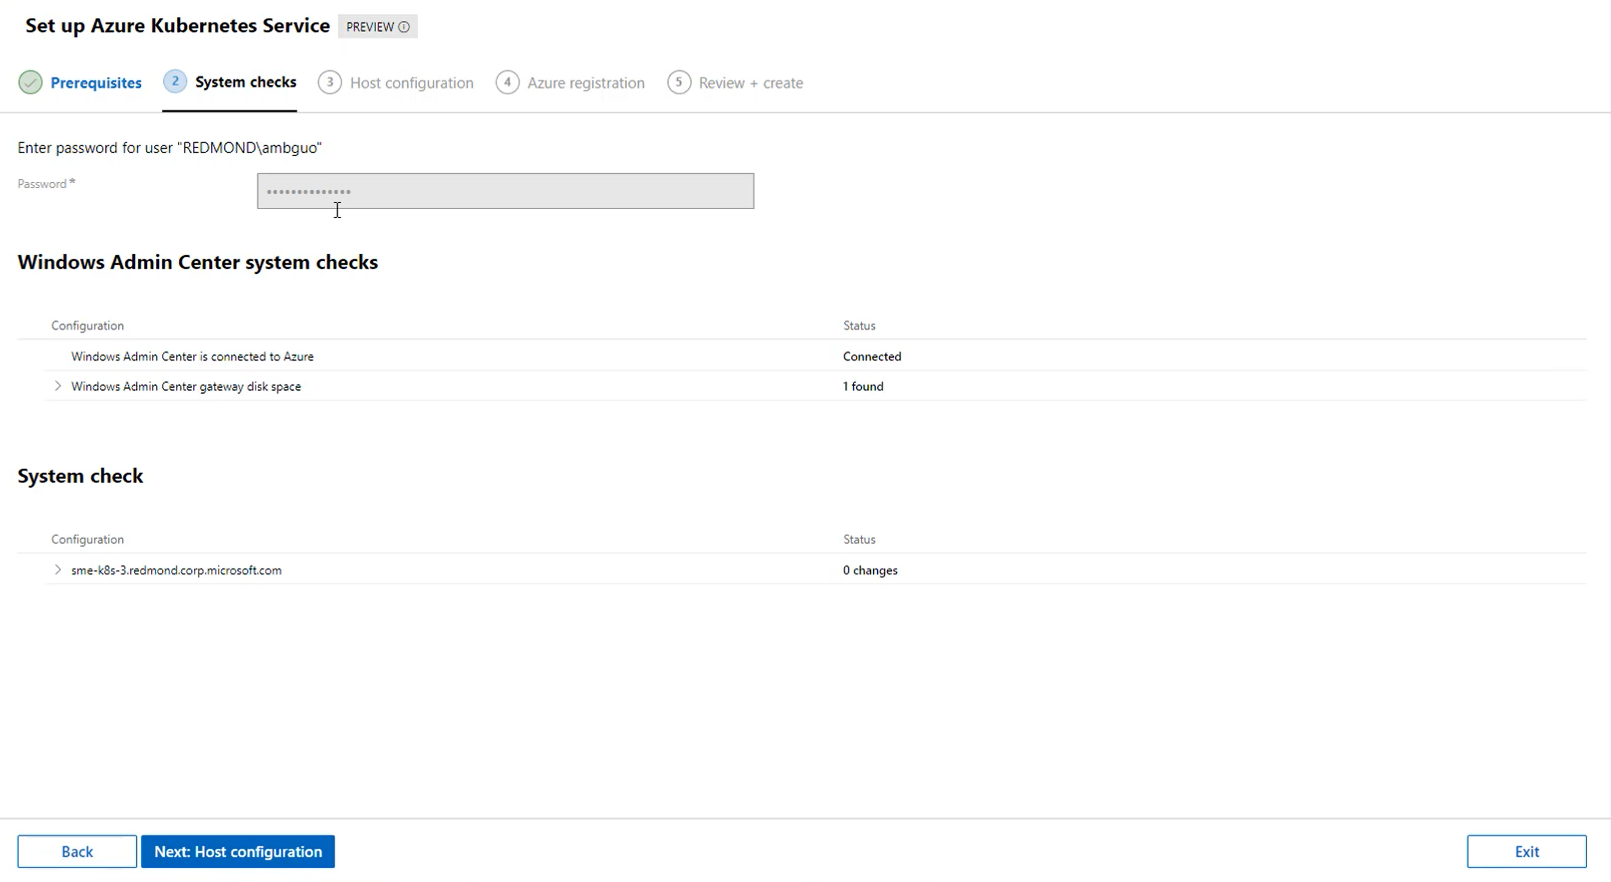 Set up Azure Kubernetes Service PREVIEW
Prerequisites 2 System checks 3 Host configuration 4 Azure registration 5 Review + create
Enter password for user "REDMOND\ambguo"
Password *
••••••••••••••
Windows Admin Center system checks
Configuration Status
Windows Admin Center is connected to Azure Connected
Windows Admin Center gateway disk space 1 found
System check
Configuration Status
sme-k8s-3.redmond.corp.microsoft.com 0 changes
Back Next: Host configuration Exit